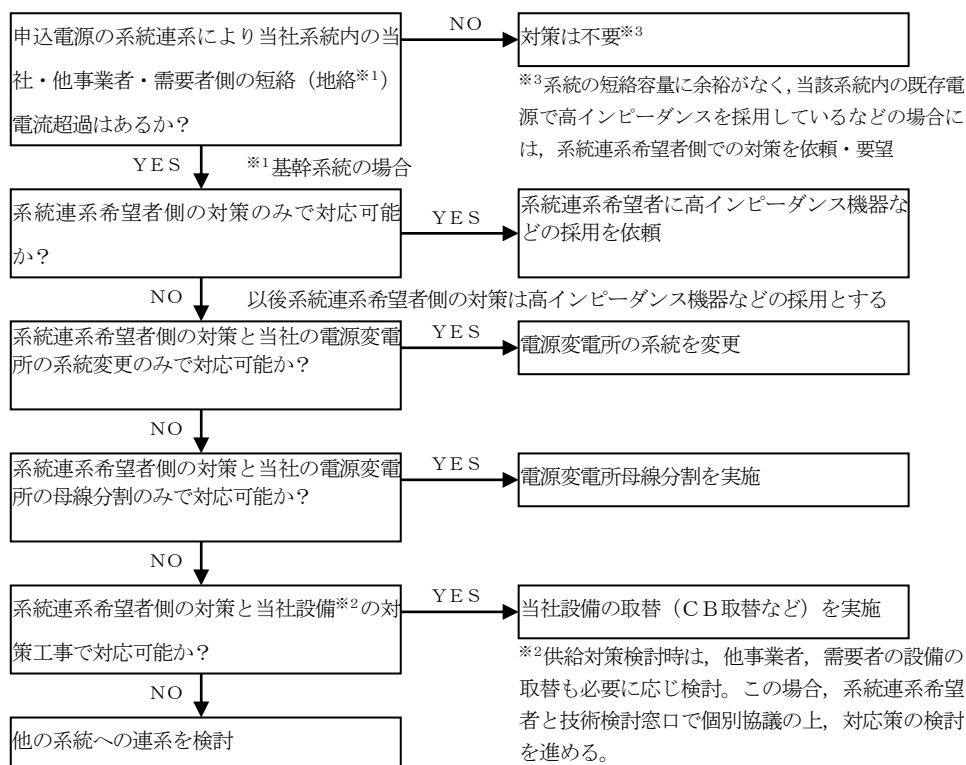 申込電源の系統連系により当社系統内の当
社・他事業者・需要者側の短絡（地絡※1）
電流超過はあるか？
NO
対策は不要※3
※3系統の短絡容量に余裕がなく，当該系統内の既存電
源で高インピーダンスを採用しているなどの場合に
は，系統連系希望者側での対策を依頼・要望
YES
※1基幹系統の場合
系統連系希望者側の対策のみで対応可能
か？
YES
系統連系希望者に高インピーダンス機器な
どの採用を依頼
NO
以後系統連系希望者側の対策は高インピーダンス機器などの採用とする
系統連系希望者側の対策と当社の電源変電
所の系統変更のみで対応可能か？
YES
電源変電所の系統を変更
NO
系統連系希望者側の対策と当社の電源変電
所の母線分割のみで対応可能か？
YES
電源変電所母線分割を実施
NO
系統連系希望者側の対策と当社設備※2の対
策工事で対応可能か？
YES
当社設備の取替（CB取替など）を実施
※2供給対策検討時は，他事業者，需要者の設備の
取替も必要に応じ検討。この場合，系統連系希望
者と技術検討窓口で個別協議の上，対応策の検討
を進める。
NO
他の系統への連系を検討